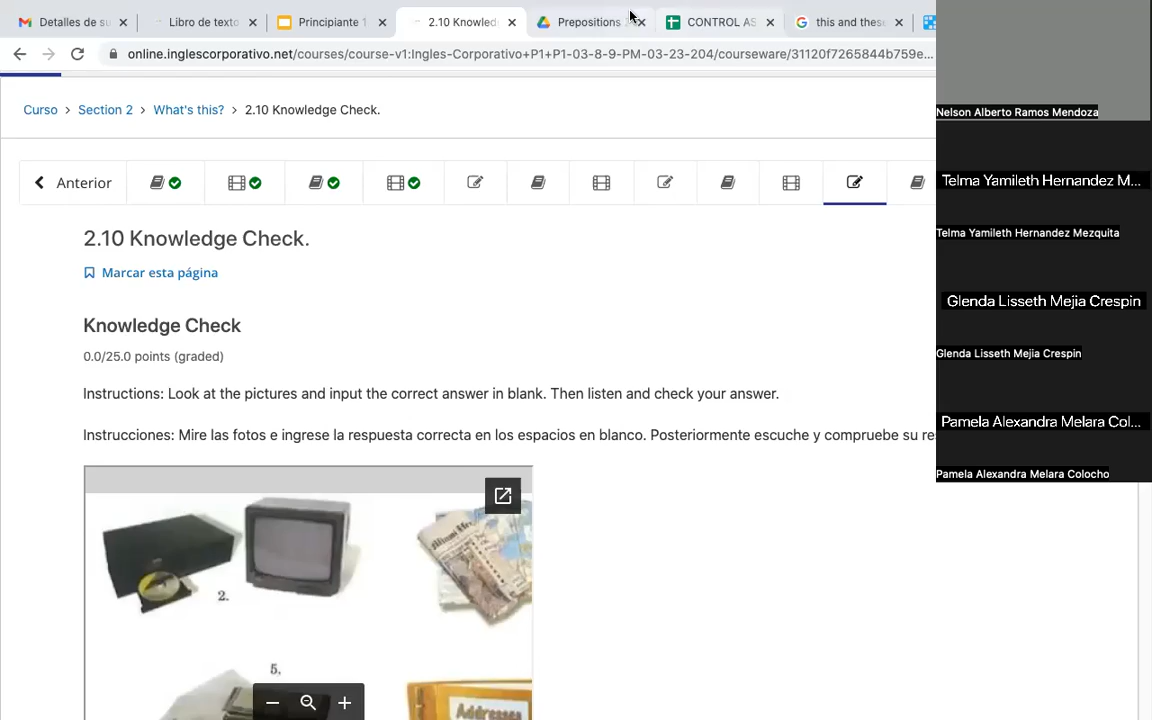 Detalles de su
Libro de texto
Principiante 1
2.10 Knowled
Prepositions
CONTROL AS
this and these
online.inglescorporativo.net/courses/course-v1:Ingles-Corporativo+P1+P1-03-8-9-PM-03-23-204/courseware/31120f7265844b759e...
Curso > Section 2 > What's this? > 2.10 Knowledge Check.
Anterior
2.10 Knowledge Check.
Marcar esta página
Knowledge Check
0.0/25.0 points (graded)
Instructions: Look at the pictures and input the correct answer in blank. Then listen and check your answer.
Instrucciones: Mire las fotos e ingrese la respuesta correcta en los espacios en blanco. Posteriormente escuche y compruebe su re
2.
5,
Addresses
Nelson Alberto Ramos Mendoza
Telma Yamileth Hernandez M...
Telma Yamileth Hernandez Mezquita
Glenda Lisseth Mejia Crespin
Glenda Lisseth Mejia Crespin
Pamela Alexandra Melara Col...
Pamela Alexandra Melara Colocho